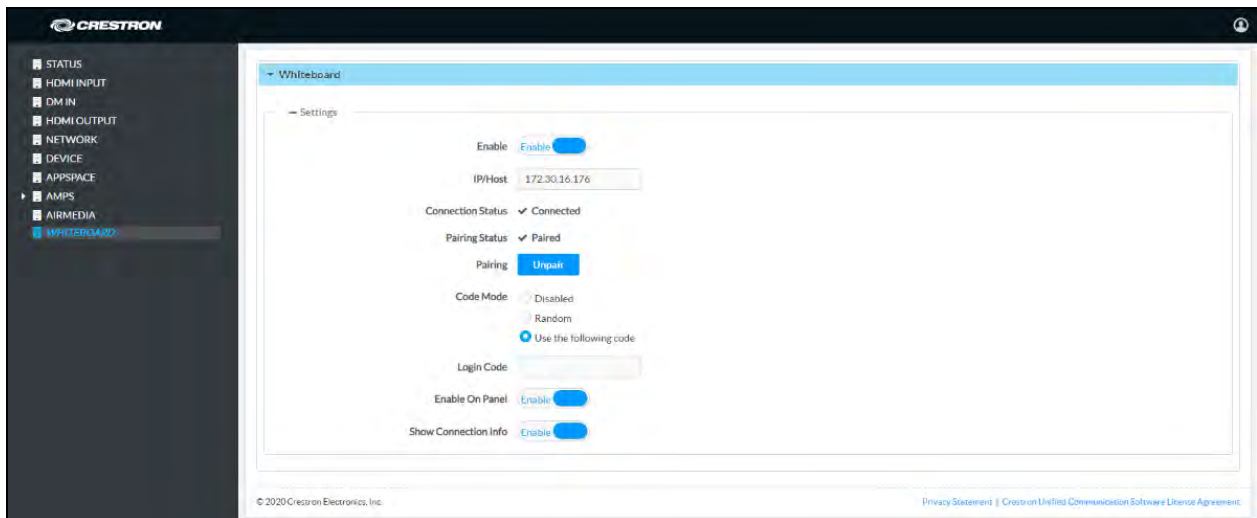 CRESTRON
STATUS
HDMI INPUT
DM IN
HDMI OUTPUT
NETWORK
DEVICE
APPSPACE
AMPS
AIRMEDIA
WHITEBOARD
Whiteboard
Settings
Enable Enable
IP/Host 172.30.16.176
Connection Status Connected
Pairing Status Paired
Pairing Unpair
Code Mode Disabled
Random
Use the following code
Login Code
Enable On Panel Enable
Show Connection Info Enable
© 2020 Crestron Electronics, Inc.
Privacy Statement | Crestron Unified Communication Software License Agreement